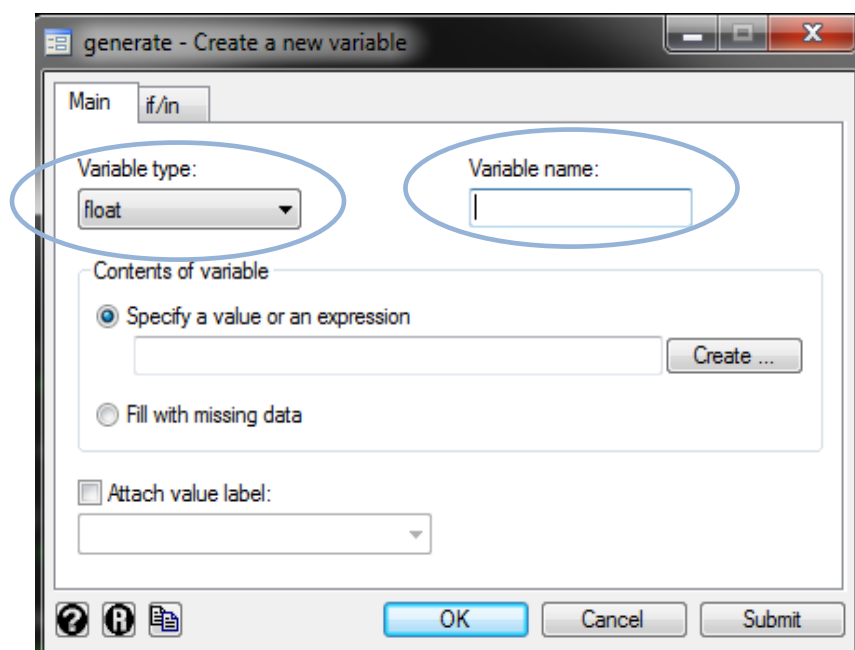 generate - Create a new variable
Main if/in
Variable type: Variable name:
float
Contents of variable
Specify a value or an expression
Create ...
Fill with missing data
Attach value label:
? R OK Cancel Submit